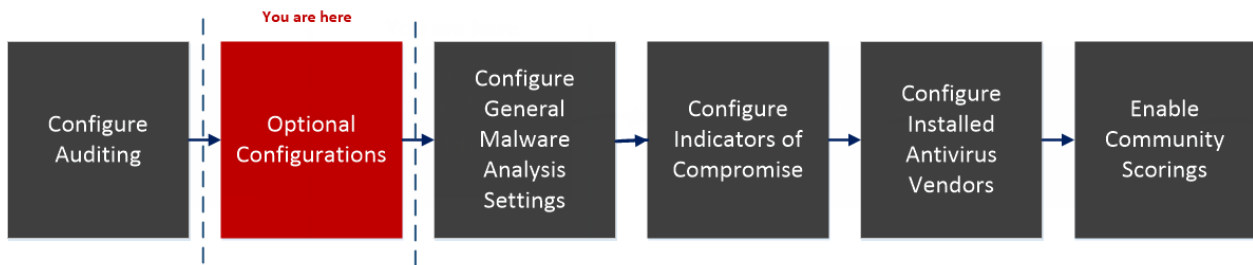 You are here
Configure
Auditing
Optional
Configurations
Configure
General
Malware
Analysis
Settings
Configure
Indicators of
Compromise
Configure
Installed
Antivirus
Vendors
Enable
Community
Scorings